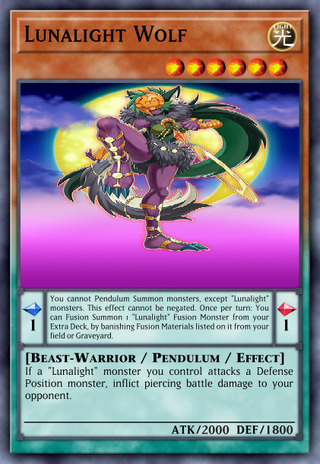 Lunalight Wolf
LIGHT
光
You cannot Pendulum Summon monsters, except "Lunalight"
monsters. This effect cannot be negated. Once per turn: You
can Fusion Summon 1 "Lunalight" Fusion Monster from your
Extra Deck, by banishing Fusion Materials listed on it from your
field or Graveyard.
1
1
[Beast-Warrior / Pendulum / Effect]
If a "Lunalight" monster you control attacks a Defense
Position monster, inflict piercing battle damage to your
opponent.
ATK/2000 DEF/1800